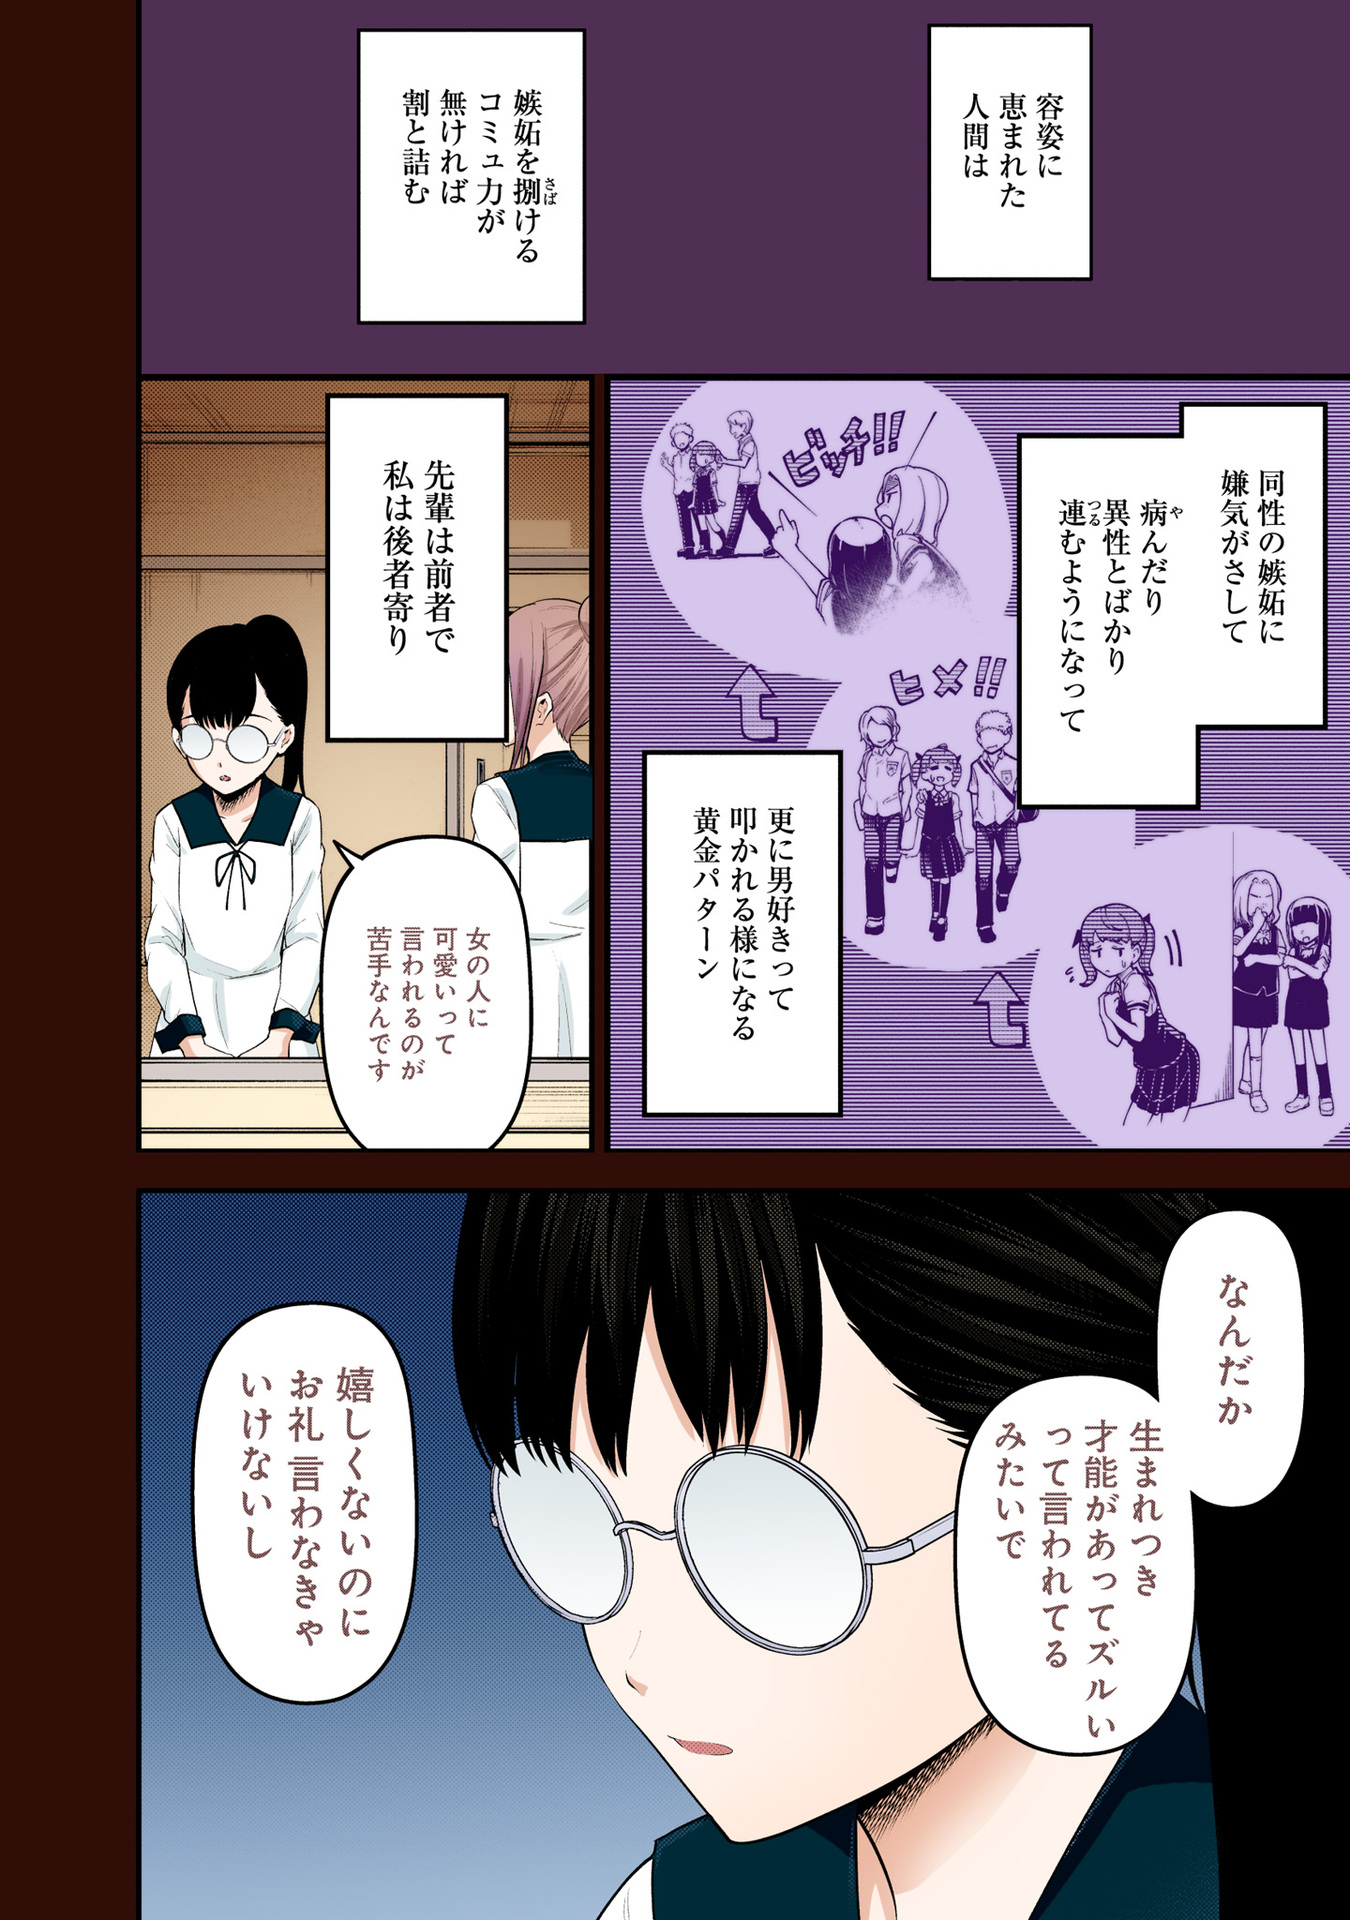 容姿に
恵まれた
人間は
嫉妬を捌ける
さば
コミュ力が
無ければ
割と詰む
同性の嫉妬に
嫌気がさして
病んだり
や
異性とばかり
連むようになって
つる
ビッチ!!
ヒメ!!
更に男好きって
叩かれる様になる
黄金パターン
先輩は前者で
私は後者寄り
女の人に
可愛いって
言われるのが
苦手なんです
なんだか
生まれつき
才能があってズルい
って言われてる
みたいで
嬉しくないのに
お礼言わなきゃ
いけないし